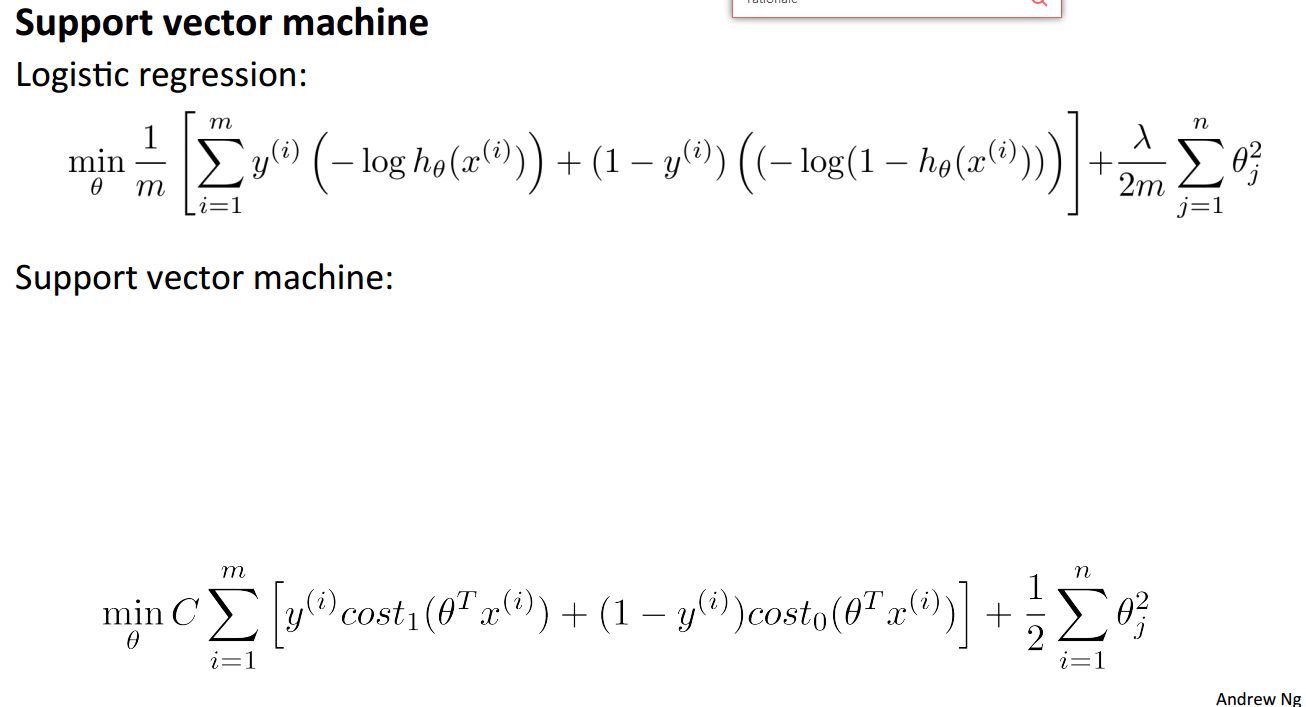 rationale
Support vector machine
Logistic regression:
\min_{\theta} \frac{1}{m} \left[ \sum_{i=1}^{m} y^{(i)} \left( -\log h_{\theta}(x^{(i)}) \right) + (1 - y^{(i)}) \left( (-\log(1 - h_{\theta}(x^{(i)}))) \right) \right] + \frac{\lambda}{2m} \sum_{j=1}^{n} \theta_j^2
Support vector machine:
\min_{\theta} C \sum_{i=1}^{m} \left[ y^{(i)} cost_1(\theta^T x^{(i)}) + (1 - y^{(i)}) cost_0(\theta^T x^{(i)}) \right] + \frac{1}{2} \sum_{i=1}^{n} \theta_j^2
Andrew Ng